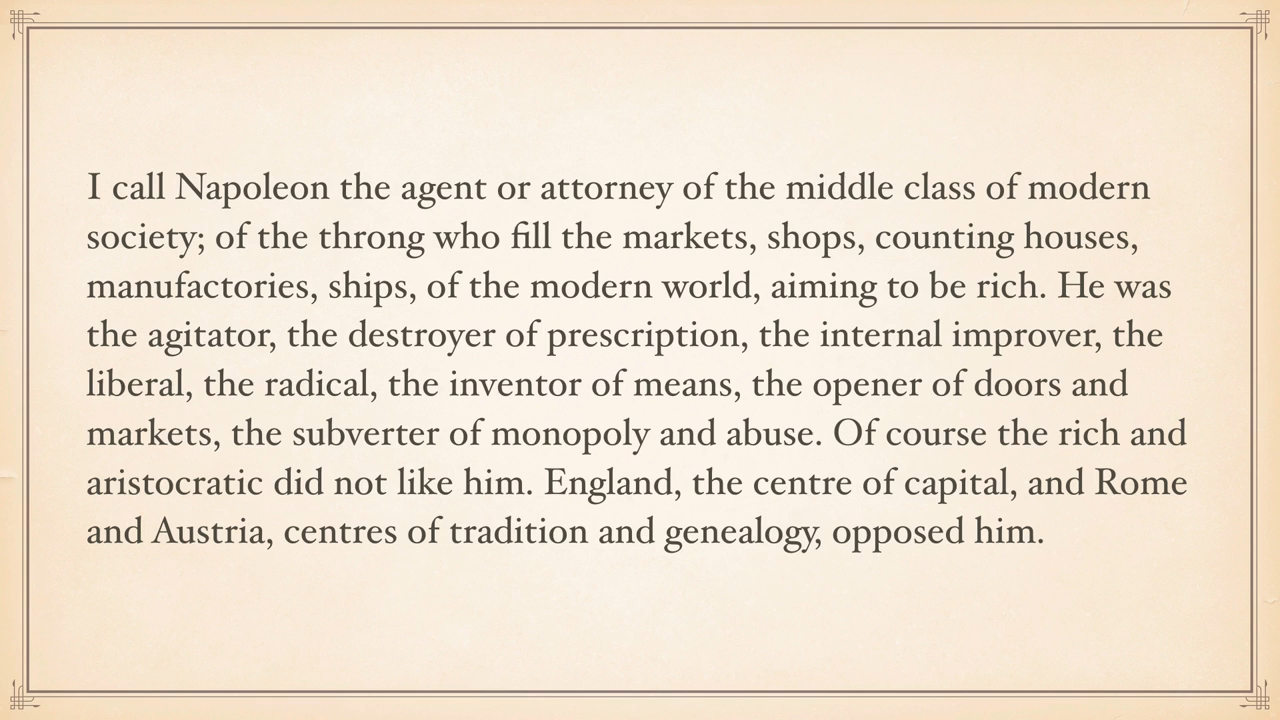 I call Napoleon the agent or attorney of the middle class of modern
society; of the throng who fill the markets, shops, counting houses,
manufactories, ships, of the modern world, aiming to be rich. He was
the agitator, the destroyer of prescription, the internal improver, the
liberal, the radical, the inventor of means, the opener of doors and
markets, the subverter of monopoly and abuse. Of course the rich and
aristocratic did not like him. England, the centre of capital, and Rome
and Austria, centres of tradition and genealogy, opposed him.